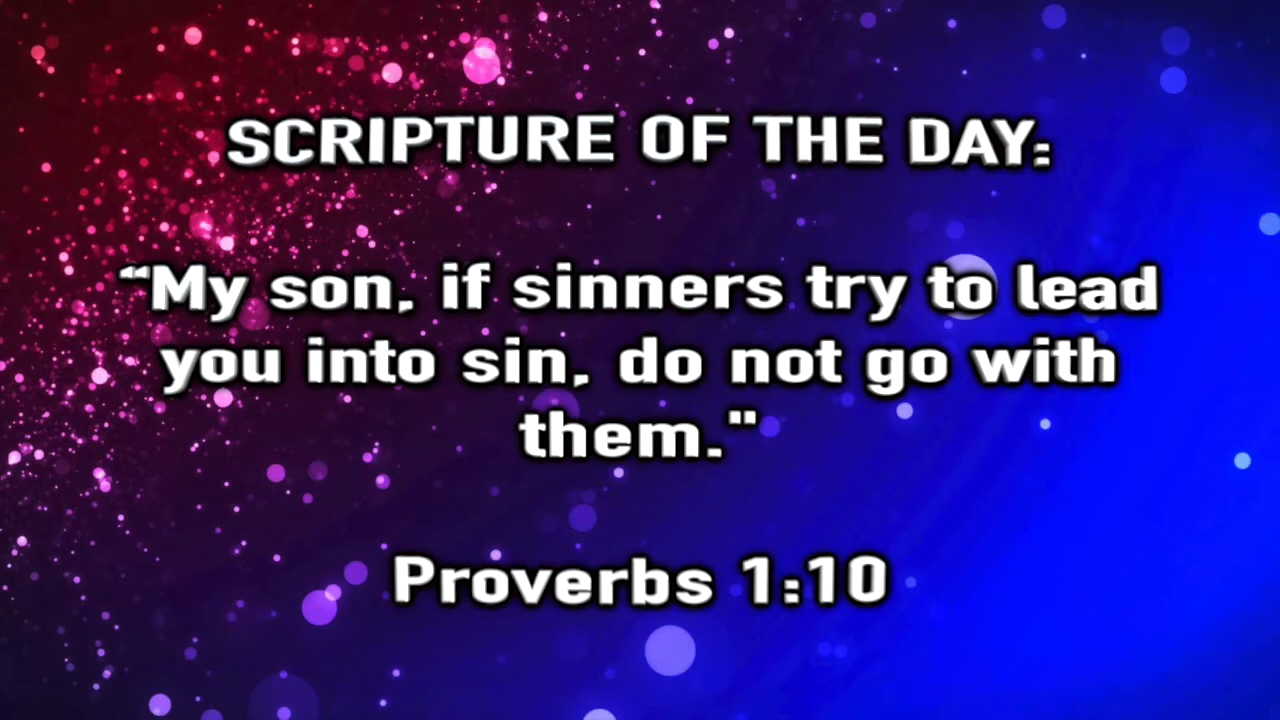 SCRIPTURE OF THE DAY:
“My son, if sinners try to lead
you into sin, do not go with
them."
Proverbs 1:10